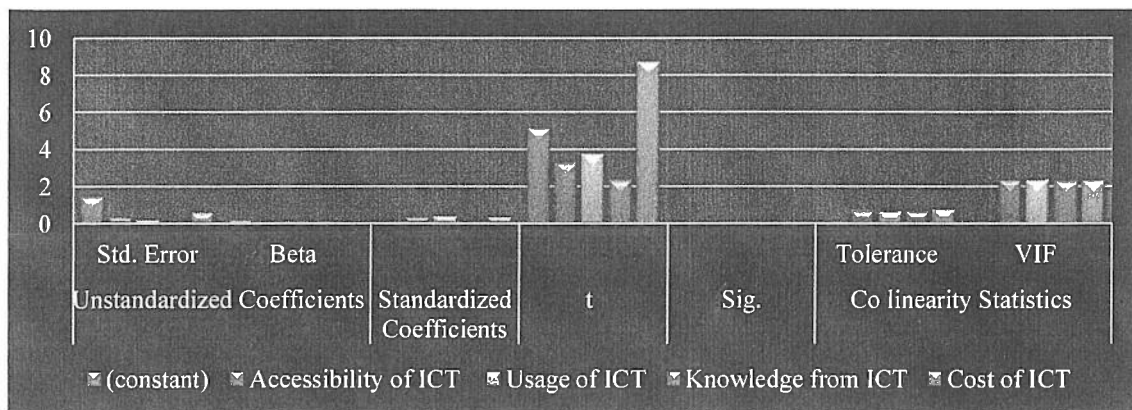 10
8
6
4
2
0
Std. Error Beta Tolerance VIF
Unstandardized Coefficients Standardized Coefficients t Sig. Co linearity Statistics
(constant) Accessibility of ICT Usage of ICT Knowledge from ICT Cost of ICT